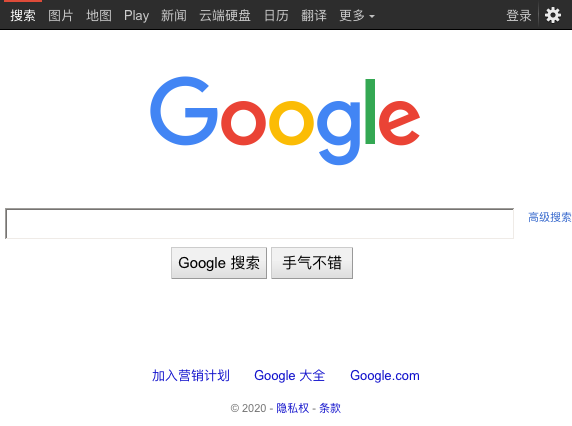 搜索 图片 地图 Play 新闻 云端硬盘 日历 翻译 更多 登录
Google
高级搜索
Google 搜索 手气不错
加入营销计划 Google 大全 Google.com
© 2020 - 隐私权 - 条款